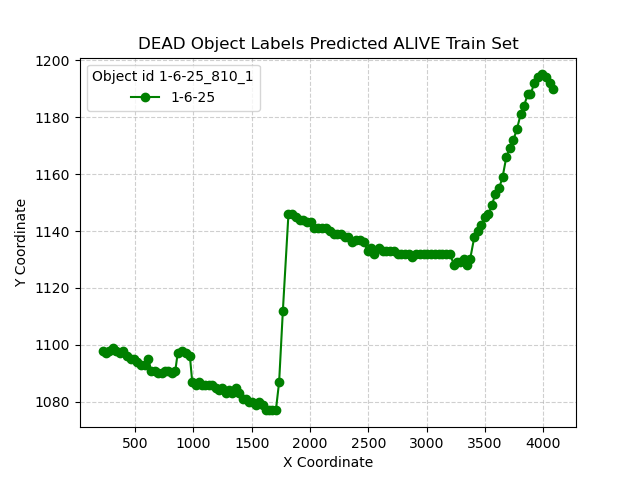 DEAD Object Labels Predicted ALIVE Train Set
Object id 1-6-25_810_1
1-6-25
Y Coordinate
1200
1180
1160
1140
1120
1100
1080
500 1000 1500 2000 2500 3000 3500 4000
X Coordinate